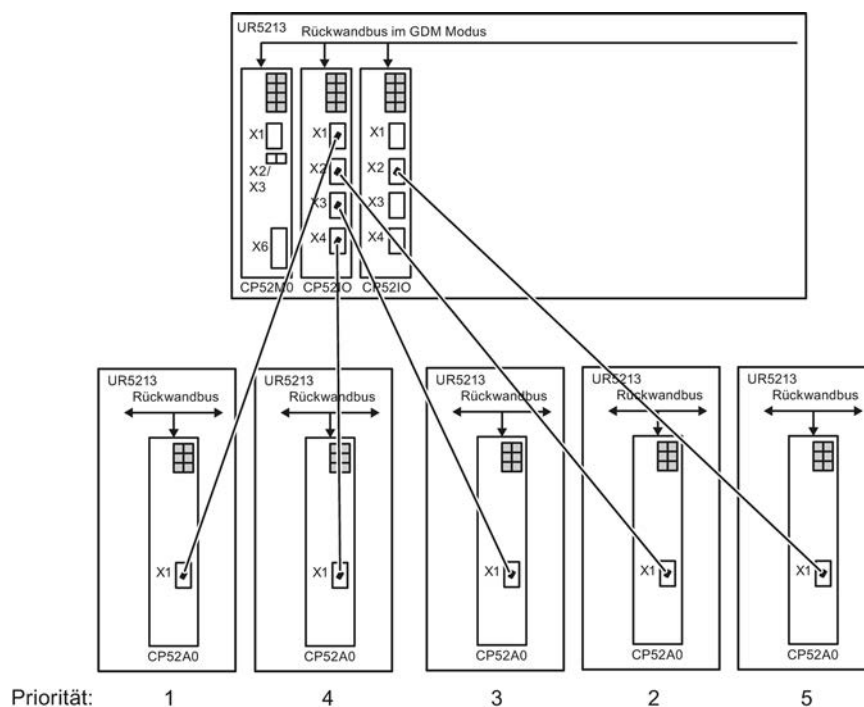 UR5213
Rückwandbus im GDM Modus
X1 X1 X1
X2/ X2 X2
X3 X3 X3
X6 X4 X4
CP52M0 CP52IO CP52IO
UR5213 UR5213 UR5213 UR5213 UR5213
Rückwandbus Rückwandbus Rückwandbus Rückwandbus Rückwandbus
X1 X1 X1 X1 X1
CP52A0 CP52A0 CP52A0 CP52A0 CP52A0
Priorität: 1 4 3 2 5